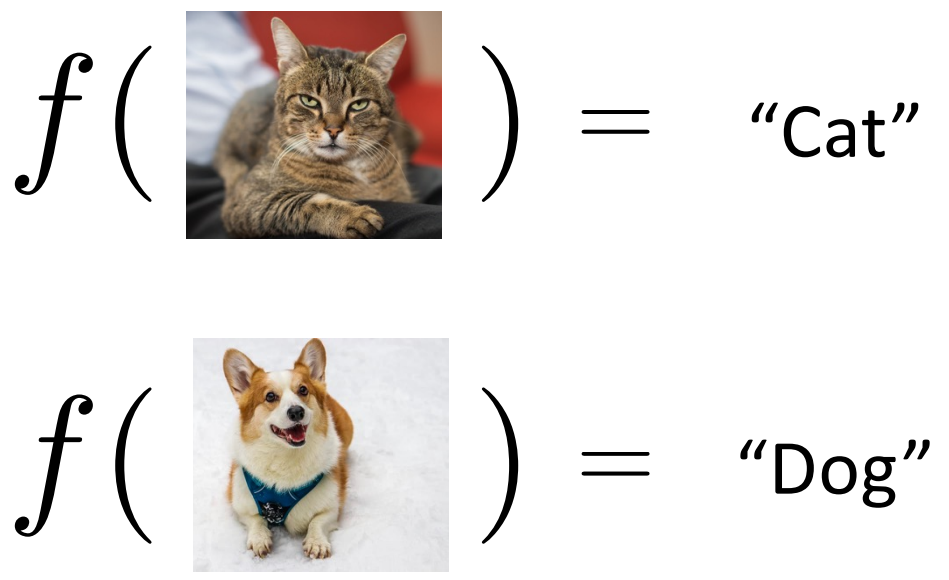 f( ) = “Cat”
f( ) = “Dog”